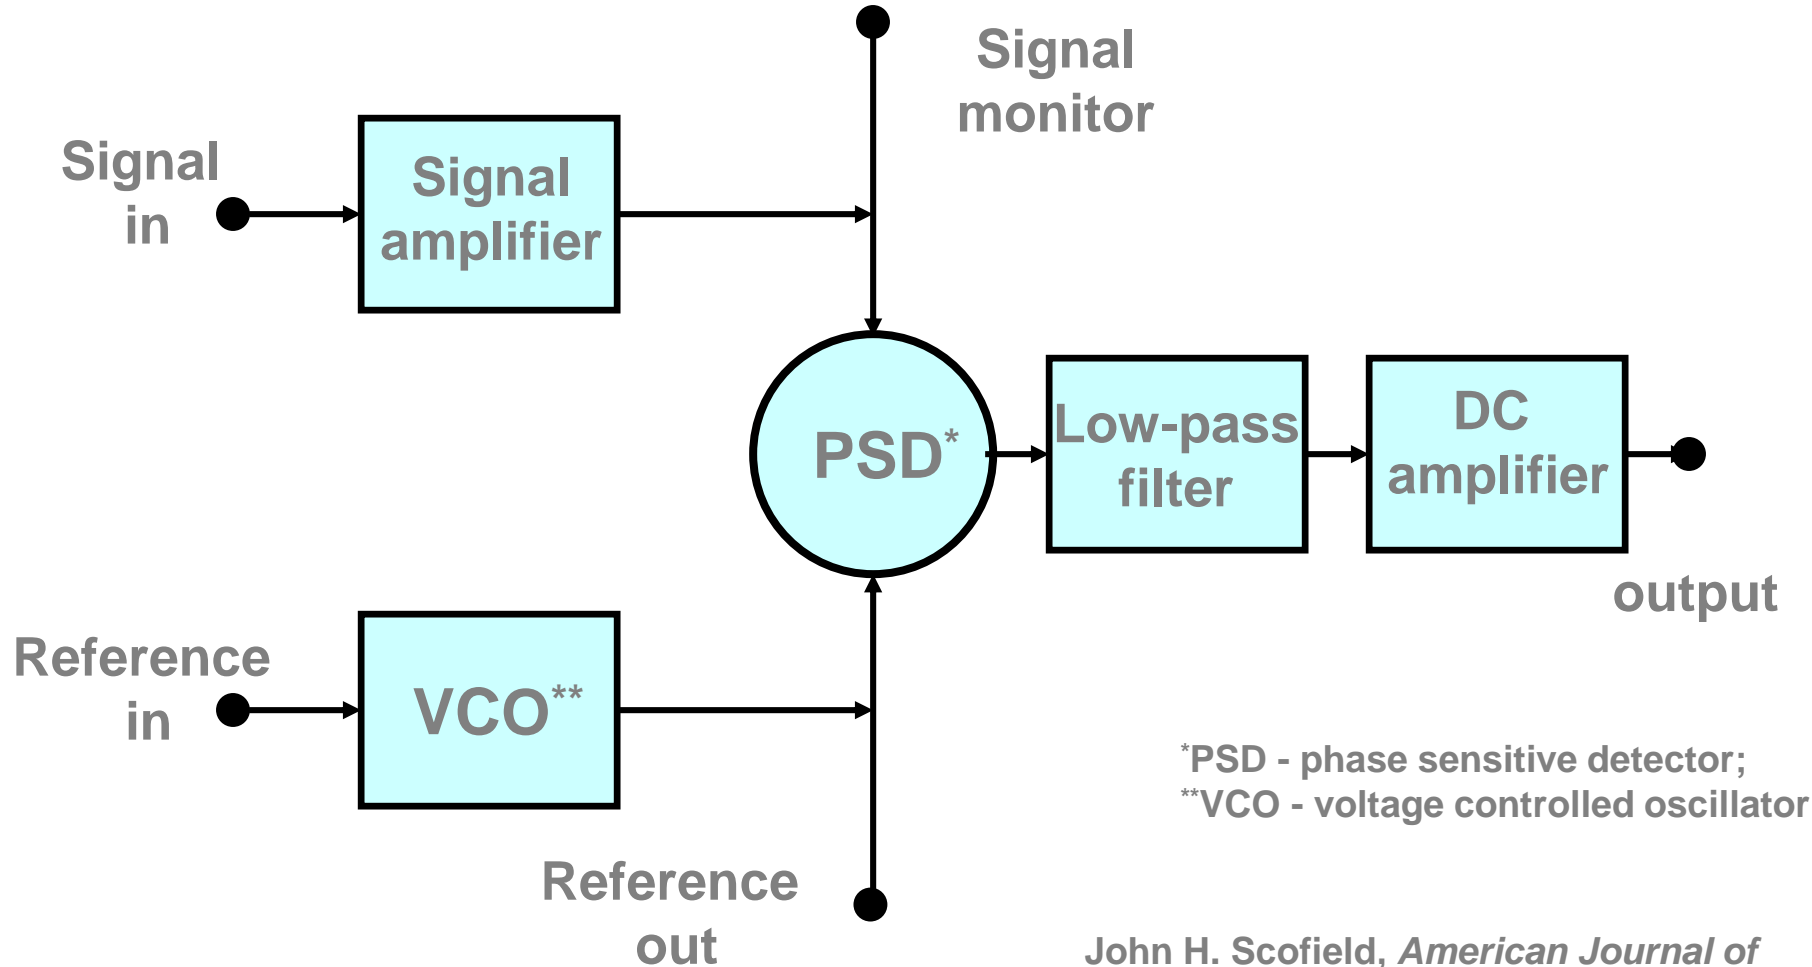 Signal
monitor
Signal
in
Signal
amplifier
PSD*
Low-pass
filter
DC
amplifier
output
Reference
in
VCO**
*PSD - phase sensitive detector;
**VCO - voltage controlled oscillator
Reference
out
John H. Scofield, American Journal of